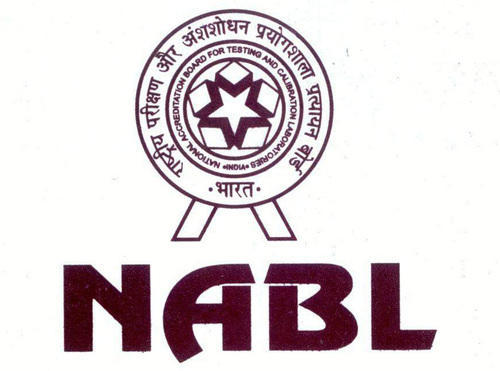 राष्ट्रीय परीक्षण और अंशशोधन प्रयोगशाला प्रत्यायन बोर्ड
NATIONAL ACCREDITATION BOARD FOR TESTING AND CALIBRATION LABORATORIES
•INDIA•
• भारत •
NABL